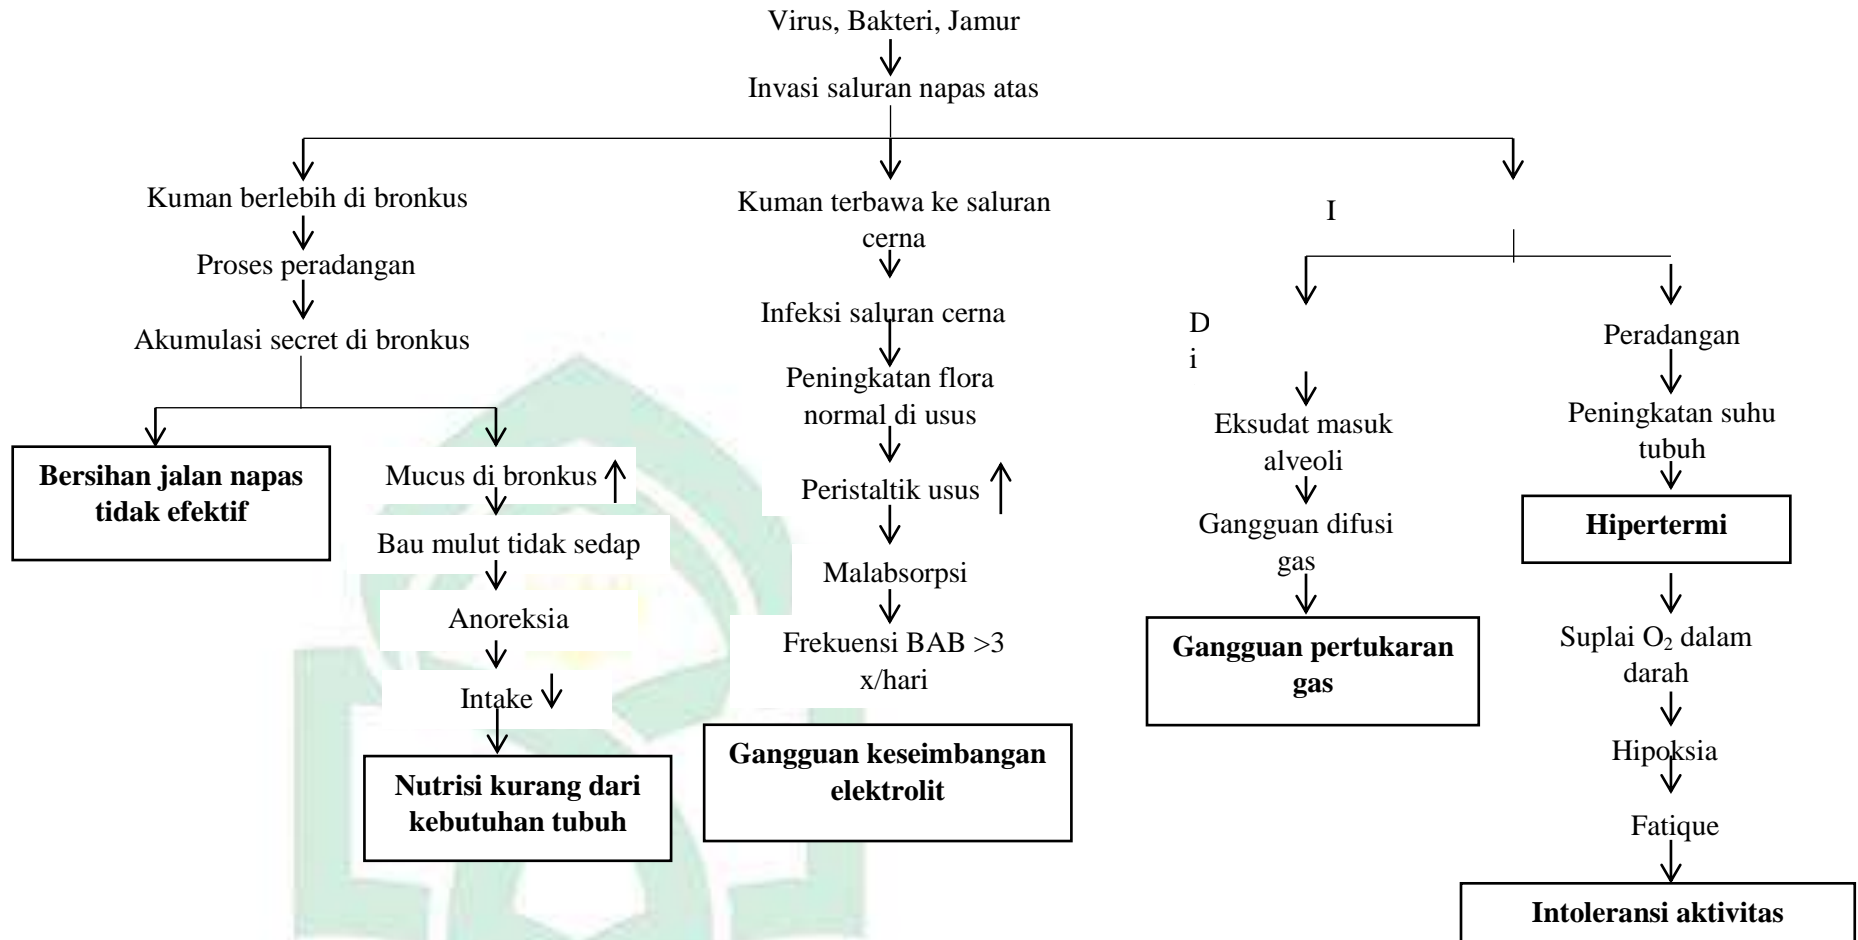 Virus, Bakteri, Jamur
Invasi saluran napas atas
Kuman berlebih di bronkus
Proses peradangan
Akumulasi secret di bronkus
Bersihan jalan napas
tidak efektif
Mucus di bronkus ↑
Bau mulut tidak sedap
Anoreksia
Intake ↓
Nutrisi kurang dari
kebutuhan tubuh
Kuman terbawa ke saluran
cerna
Infeksi saluran cerna
Peningkatan flora
normal di usus
Peristaltik usus ↑
Malabsorpsi
Frekuensi BAB >3
x/hari
Gangguan keseimbangan
elektrolit
I
D
i
Eksudat masuk
alveoli
Gangguan difusi
gas
Gangguan pertukaran
gas
Peradangan
Peningkatan suhu
tubuh
Hipertermi
Suplai O₂ dalam
darah
Hipoksia
Fatique
Intoleransi aktivitas